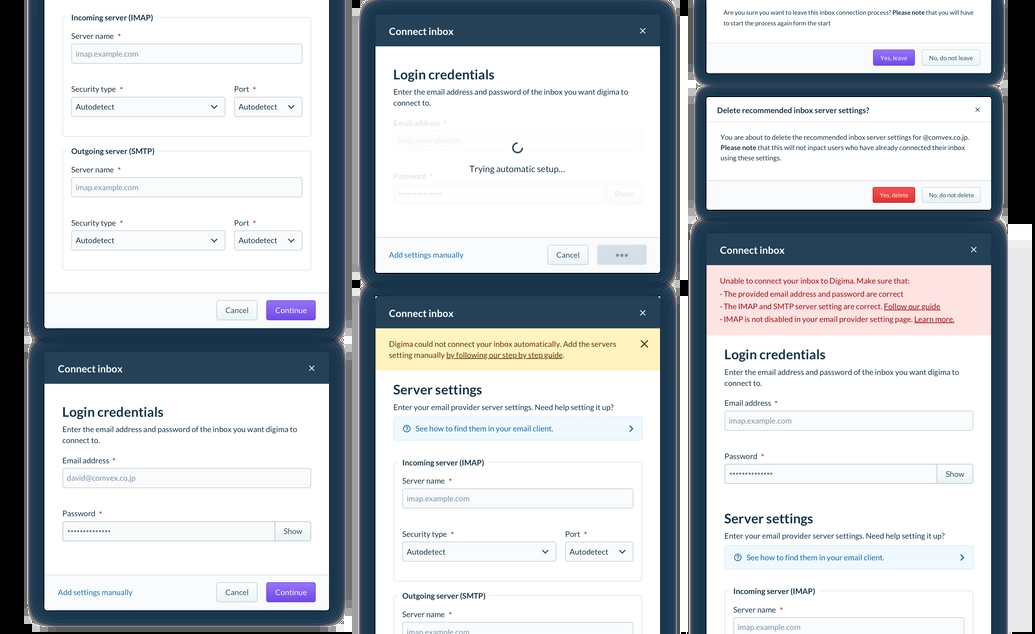 Incoming server (IMAP)
Server name *
imap.example.com
Security type *
Port *
Autodetect
Autodetect
Outgoing server (SMTP)
Server name *
imap.example.com
Security type *
Port *
Autodetect
Autodetect
Cancel
Continue
Connect inbox
Login credentials
Enter the email address and password of the inbox you want digima to
connect to.
Email address *
david@comvex.co.jp
Password *
••••••••••••••
Show
Add settings manually
Cancel
Continue
Connect inbox
Login credentials
Enter the email address and password of the inbox you want digima to
connect to.
Email address *
imap.example.com
Trying automatic setup...
Password *
••••••••••••••
Show
Add settings manually
Cancel
Connect inbox
Digima could not connect your inbox automatically. Add the servers
setting manually by following our step by step guide.
Server settings
Enter your email provider server settings. Need help setting it up?
See how to find them in your email client.
Incoming server (IMAP)
Server name *
imap.example.com
Security type *
Port *
Autodetect
Autodetect
Outgoing server (SMTP)
Server name *
imap.example.com
Are you sure you want to leave this inbox connection process? Please note that you will have
to start the process again form the start
Yes, leave
No, do not leave
Delete recommended inbox server settings?
You are about to delete the recommended inbox server settings for @comvex.co.jp.
Please note that this will not inpact users who have already connected their inbox
using these settings.
Yes, delete
No, do not delete
Connect inbox
Unable to connect your inbox to Digima. Make sure that:
- The provided email address and password are correct
- The IMAP and SMTP server setting are correct. Follow our guide
- IMAP is not disabled in your email provider setting page. Learn more.
Login credentials
Enter the email address and password of the inbox you want digima to
connect to.
Email address *
imap.example.com
Password *
••••••••••••••
Show
Server settings
Enter your email provider server settings. Need help setting it up?
See how to find them in your email client.
Incoming server (IMAP)
Server name *
imap.example.com